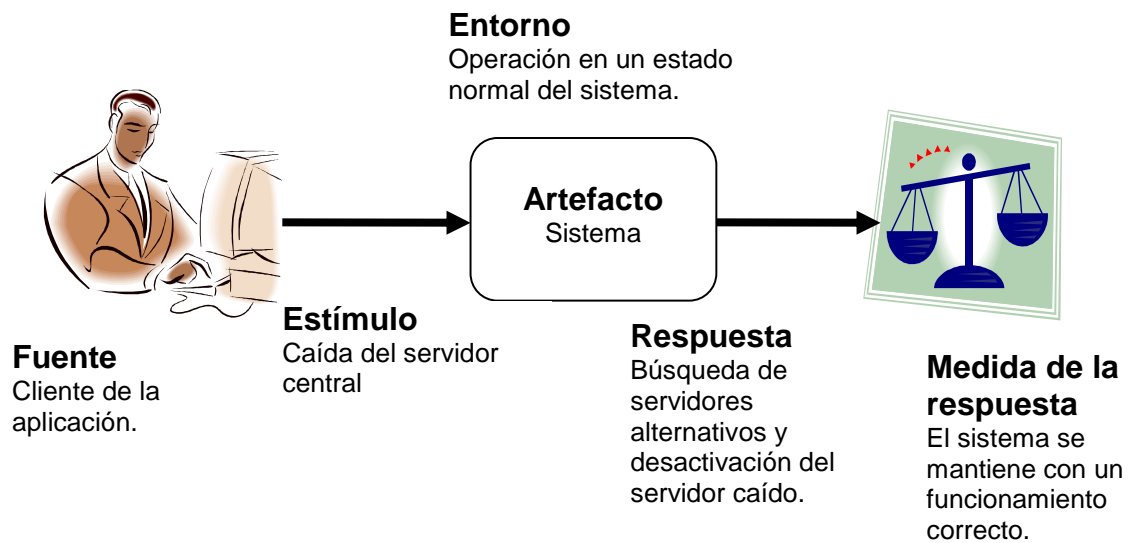 Entorno
Operación en un estado
normal del sistema.
Artefacto
Sistema
Fuente
Cliente de la
aplicación.
Estímulo
Caída del servidor
central
Respuesta
Búsqueda de
servidores
alternativos y
desactivación del
servidor caído.
Medida de la
respuesta
El sistema se
mantiene con un
funcionamiento
correcto.